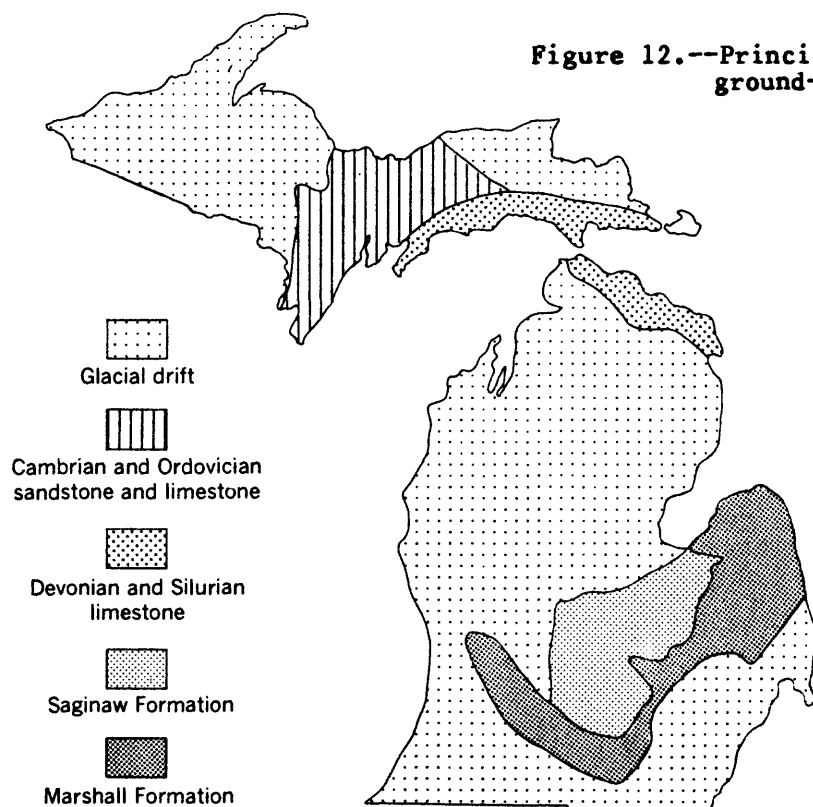 Figure 12.--Princi
ground-
Glacial drift
Cambrian and Ordovician
sandstone and limestone
Devonian and Silurian
limestone
Saginaw Formation
Marshall Formation